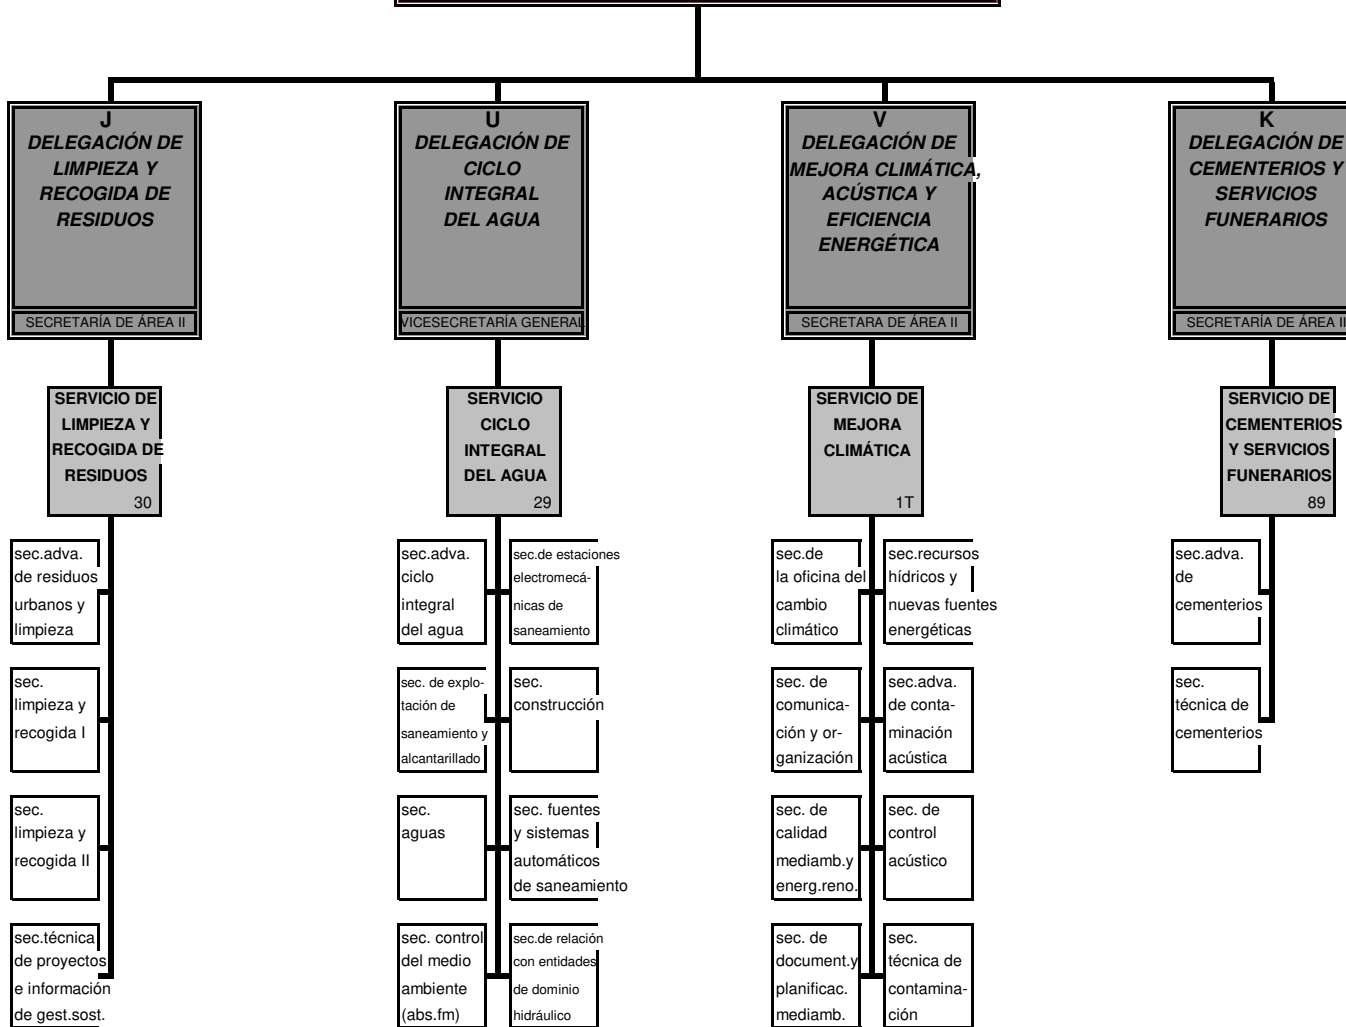 J
DELEGACIÓN DE
LIMPIEZA Y
RECOGIDA DE
RESIDUOS
SECRETARÍA DE ÁREA II
U
DELEGACIÓN DE
CICLO
INTEGRAL
DEL AGUA
VICESECRETARÍA GENERAL
V
DELEGACIÓN DE
MEJORA CLIMÁTICA,
ACÚSTICA Y
EFICIENCIA
ENERGÉTICA
SECRETARA DE ÁREA II
K
DELEGACIÓN DE
CEMENTERIOS Y
SERVICIOS
FUNERARIOS
SECRETARÍA DE ÁREA II
SERVICIO DE
LIMPIEZA Y
RECOGIDA DE
RESIDUOS
30
SERVICIO
CICLO
INTEGRAL
DEL AGUA
29
SERVICIO DE
MEJORA
CLIMÁTICA
1T
SERVICIO DE
CEMENTERIOS
Y SERVICIOS
FUNERARIOS
89
sec.adva.
de residuos
urbanos y
limpieza
sec.adva.
ciclo
integral
del agua
sec.de estaciones
electromecá-
nicas de
saneamiento
sec.de
la oficina del
cambio
climático
sec.recursos
hídricos y
nuevas fuentes
energéticas
sec.adva.
de
cementerios
sec.
limpieza y
recogida I
sec. de explo-
tación de
saneamiento y
alcantarillado
sec.
construcción
sec. de
comunica-
ción y or-
ganización
sec.adva.
de conta-
minación
acústica
sec.
técnica de
cementerios
sec.
limpieza y
recogida II
sec.
aguas
sec. fuentes
y sistemas
automáticos
de saneamiento
sec. de
calidad
mediamb.y
energ.reno.
sec. de
control
acústico
sec.técnica
de proyectos
e información
de gest.sost.
sec. control
del medio
ambiente
(abs.fm)
sec.de relación
con entidades
de dominio
hidráulico
sec. de
document.y
planificac.
mediamb.
sec.
técnica de
contamina-
ción